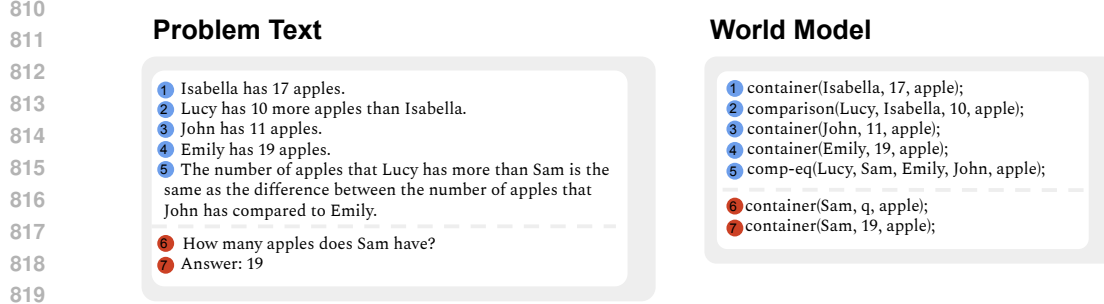 810
811
812
813
814
815
816
817
818
819
Problem Text
1 Isabella has 17 apples.
2 Lucy has 10 more apples than Isabella.
3 John has 11 apples.
4 Emily has 19 apples.
5 The number of apples that Lucy has more than Sam is the
same as the difference between the number of apples that
John has compared to Emily.
6 How many apples does Sam have?
7 Answer: 19
World Model
1 container(Isabella, 17, apple);
2 comparison(Lucy, Isabella, 10, apple);
3 container(John, 11, apple);
4 container(Emily, 19, apple);
5 comp-eq(Lucy, Sam, Emily, John, apple);
6 container(Sam, q, apple);
7 container(Sam, 19, apple);